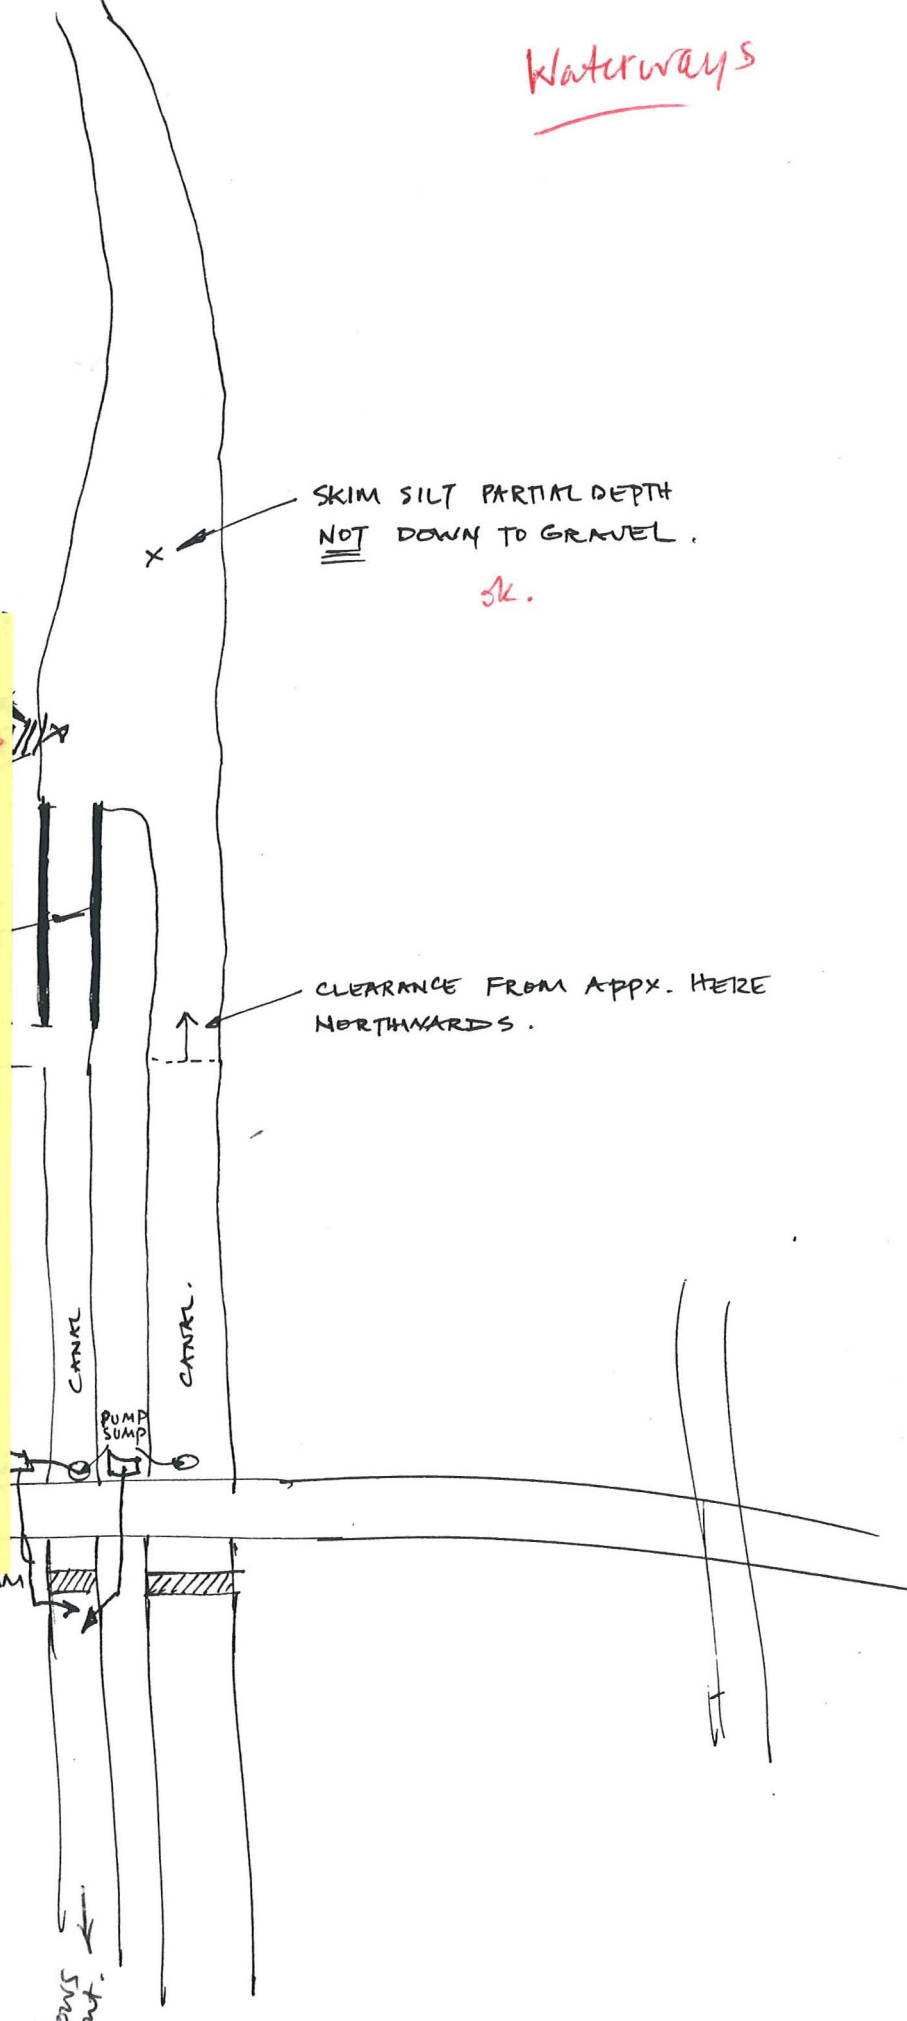 Waterways
SKIM SILT PARTIAL DEPTH
NOT DOWN TO GRAVEL.
ok.
CLEARANCE FROM APPX. HERE
NORTHWARDS.
CANAL
CANAL.
PUMP
SUMP